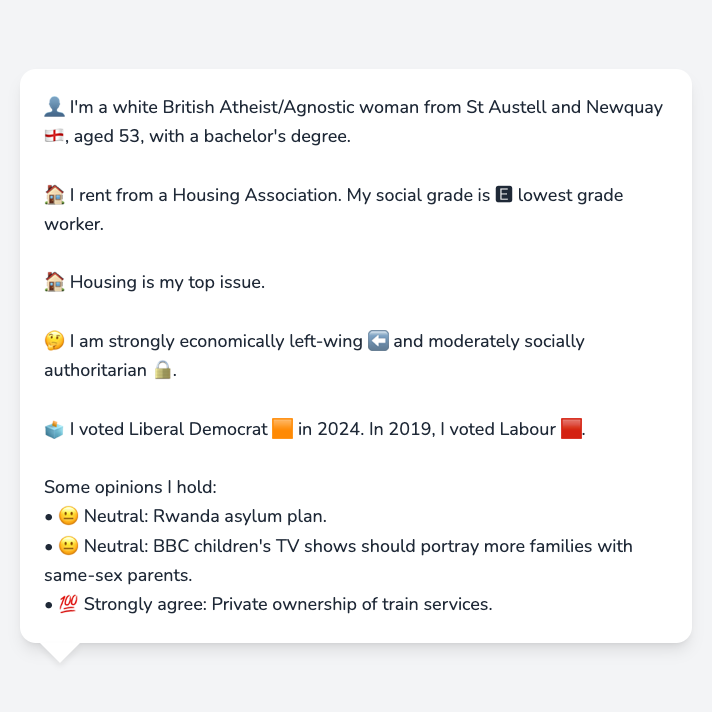 👤 I'm a white British Atheist/Agnostic woman from St Austell and Newquay
🏴󠁧󠁢󠁥󠁮󠁧󠁿, aged 53, with a bachelor's degree.
🏠 I rent from a Housing Association. My social grade is E lowest grade
worker.
🏠 Housing is my top issue.
🤔 I am strongly economically left-wing ⬅️ and moderately socially
authoritarian 🔒.
🗳️ I voted Liberal Democrat 🟧 in 2024. In 2019, I voted Labour 🟥.
Some opinions I hold:
• 😐 Neutral: Rwanda asylum plan.
• 😐 Neutral: BBC children's TV shows should portray more families with
same-sex parents.
• 💯 Strongly agree: Private ownership of train services.